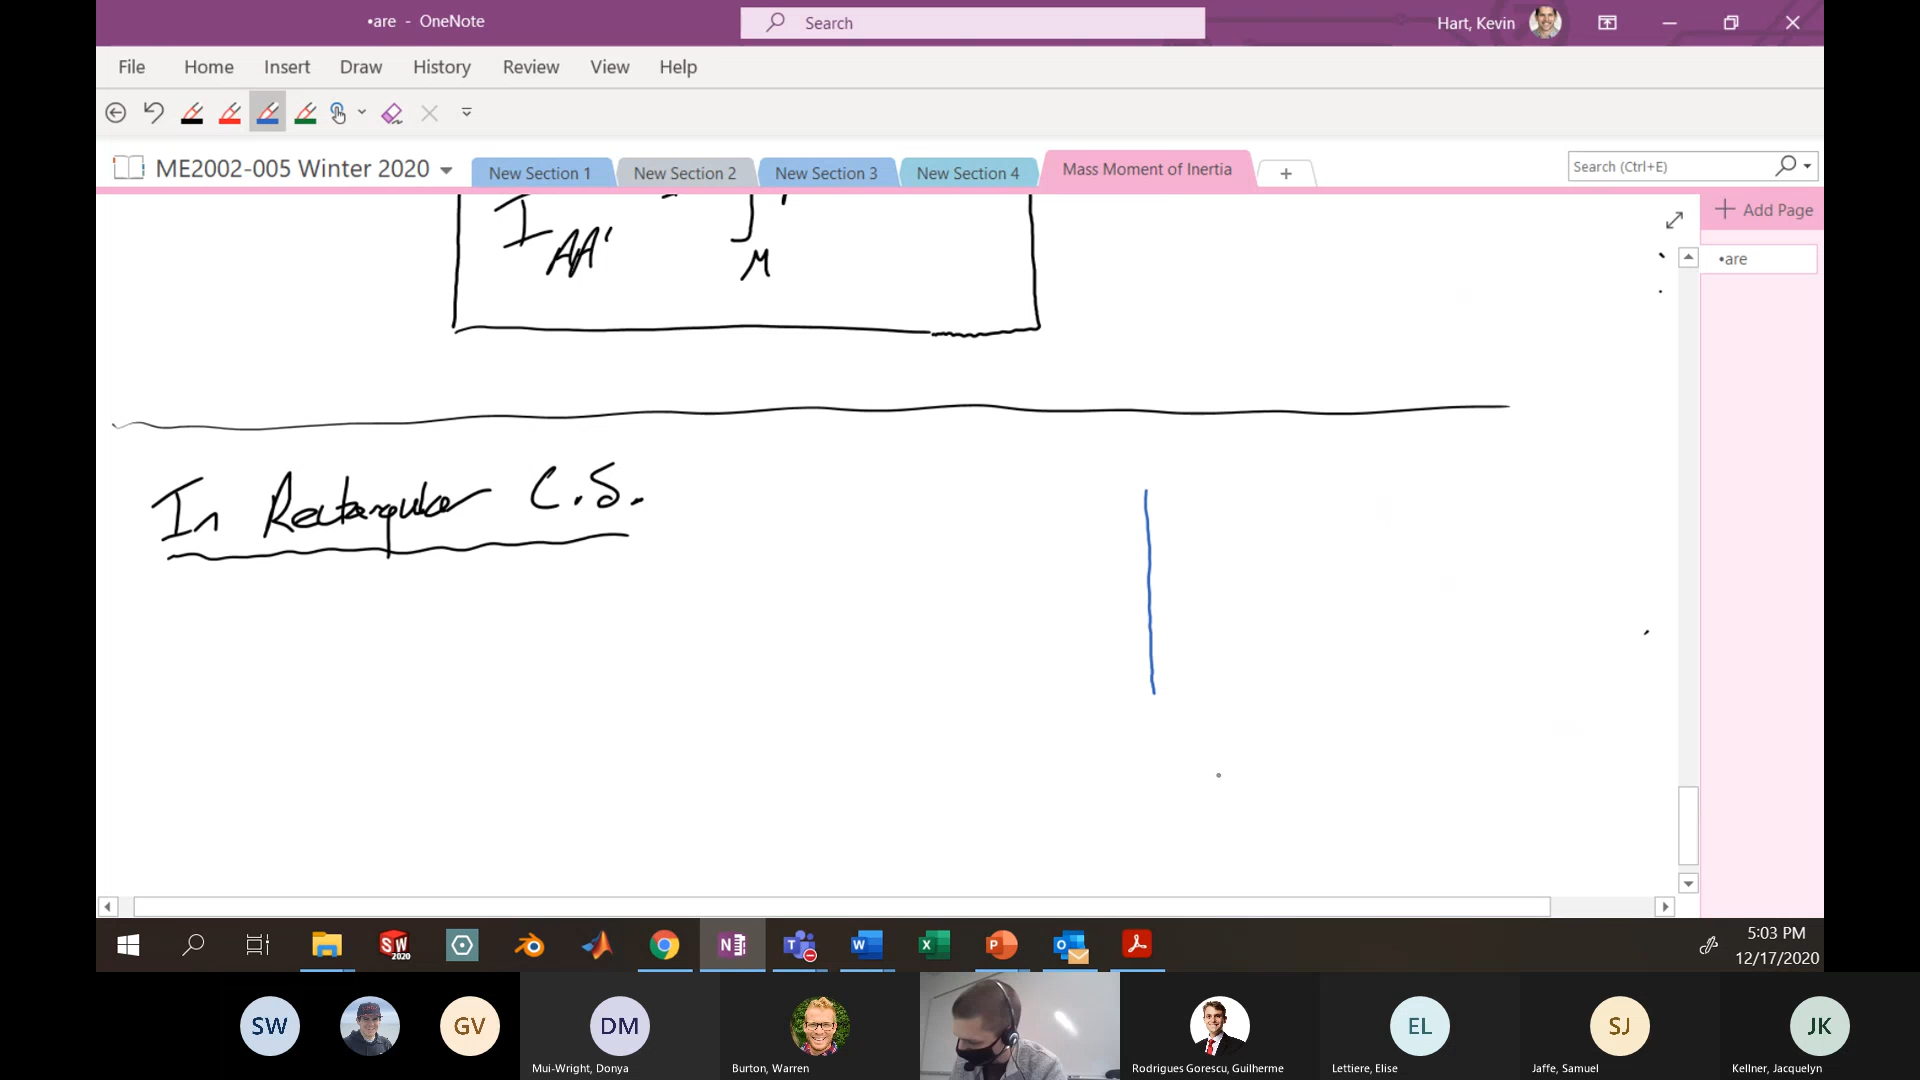 •are - OneNote
Search
Hart, Kevin
File Home Insert Draw History Review View Help
ME2002-005 Winter 2020
New Section 1
New Section 2
New Section 3
New Section 4
Mass Moment of Inertia
+
Search (Ctrl+E)
Add Page
•are
I AA' = ∫ M
In Rectangular C.S.
SW 2020
N
T
W
X
P
O
5:03 PM
12/17/2020
SW
GV
DM
EL
SJ
JK
Mui-Wright, Donya
Burton, Warren
Rodrigues Gorescu, Guilherme
Lettiere, Elise
Jaffe, Samuel
Kellner, Jacquelyn